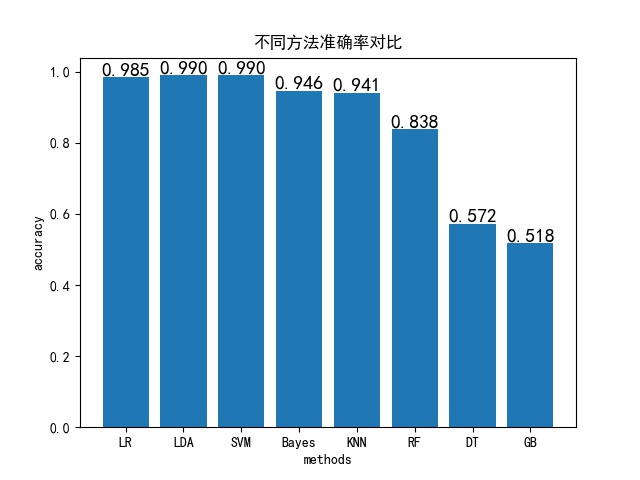 不同方法准确率对比
0.985 0.990 0.990 0.946 0.941 0.838 0.572 0.518
1.0
0.8
0.6
0.4
0.2
0.0
accuracy
LR LDA SVM Bayes KNN RF DT GB
methods